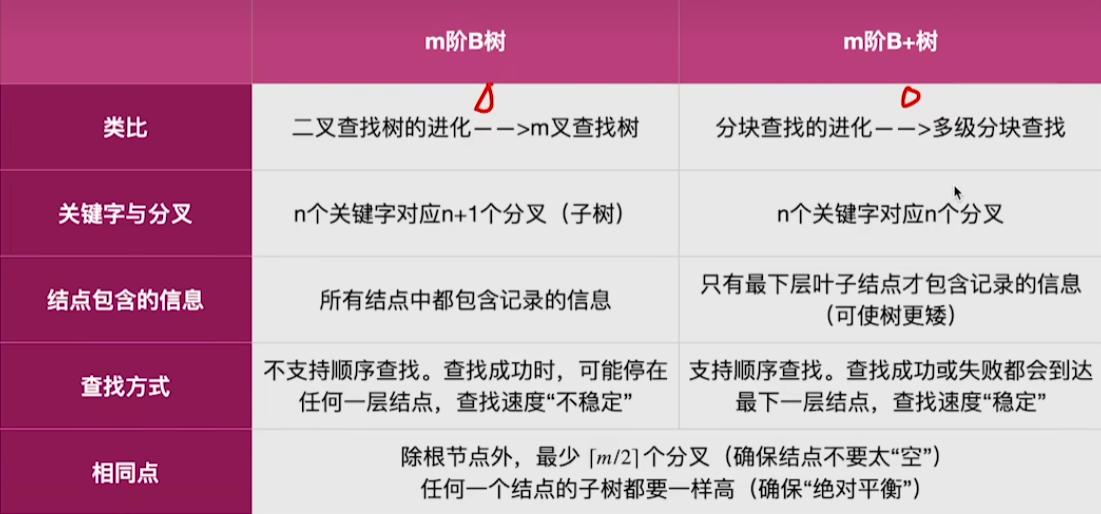 m阶B树
m阶B+树
类比
二叉查找树的进化——>m叉查找树
分块查找的进化——>多级分块查找
关键字与分叉
n个关键字对应n+1个分叉（子树）
n个关键字对应n个分叉
结点包含的信息
所有结点中都包含记录的信息
只有最下层叶子结点才包含记录的信息
（可使树更矮）
查找方式
不支持顺序查找。查找成功时，可能停在
任何一层结点，查找速度“不稳定”
支持顺序查找。查找成功或失败都会到达
最下一层结点，查找速度“稳定”
相同点
除根节点外，最少 ⌈m/2⌉ 个分叉（确保结点不要太“空”）
任何一个结点的子树都要一样高（确保“绝对平衡”）